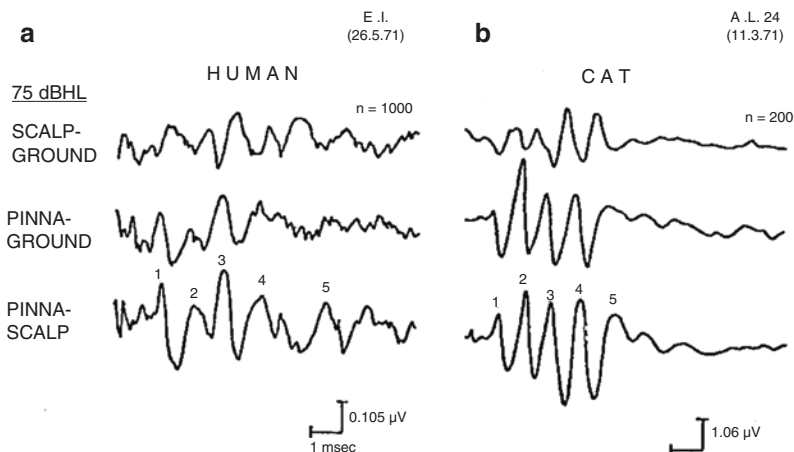 a
E .I.
(26.5.71)
b
A .L. 24
(11.3.71)
HUMAN
CAT
75 dBHL
n = 1000
n = 200
SCALP-
GROUND
PINNA-
GROUND
PINNA-
SCALP
1
2
3
4
5
1
2
3
4
5
0.105 µV
1 msec
1.06 µV